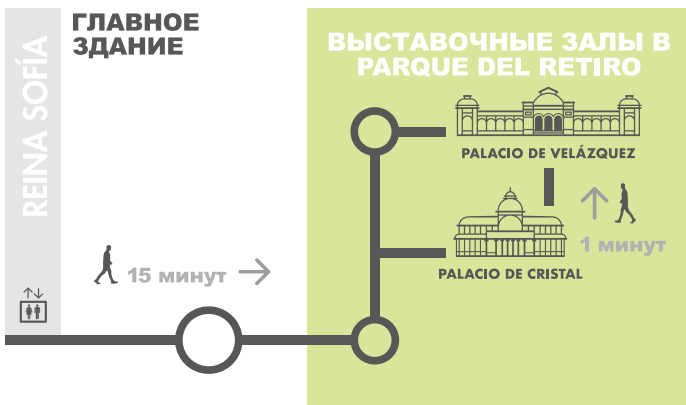 REINA SOFÍA
ГЛАВНОЕ
ЗДАНИЕ
15 минут
ВЫСТАВОЧНЫЕ ЗАЛЫ В
PARQUE DEL RETIRO
PALACIO DE VELÁZQUEZ
1 минут
PALACIO DE CRISTAL